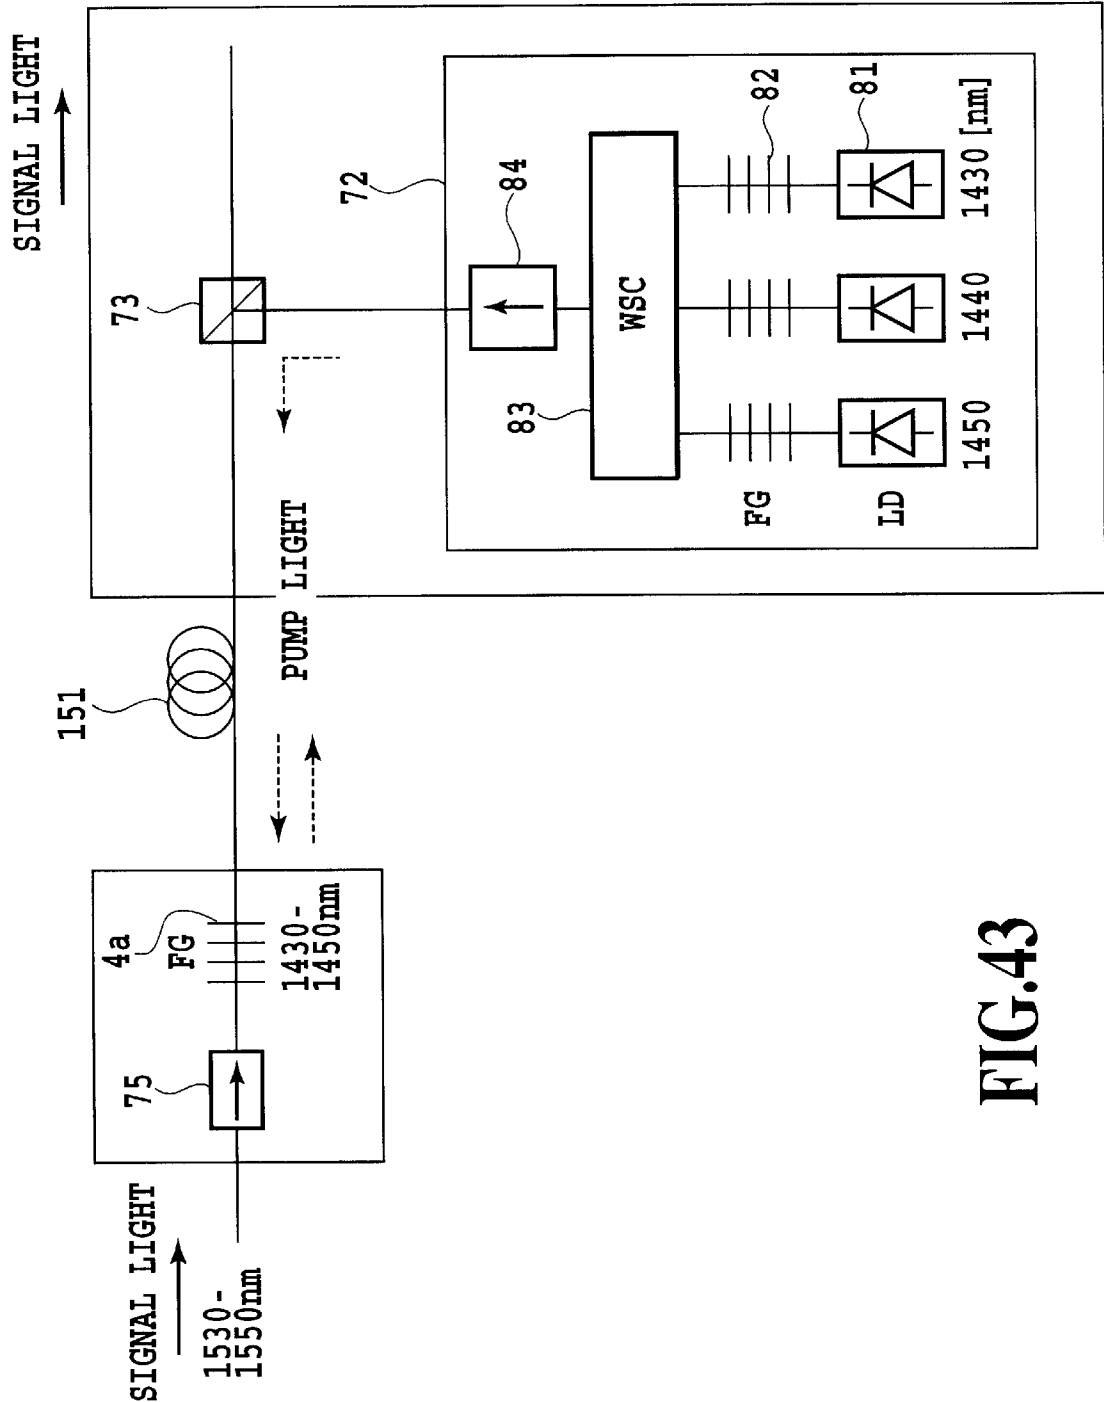 SIGNAL LIGHT
73
72
84
82
81
83
WSC
FG
LD
1450
1440
1430 [nm]
PUMP LIGHT
151
4a
FG
1430-
1450nm
75
SIGNAL LIGHT
1530-
1550nm
FIG.43